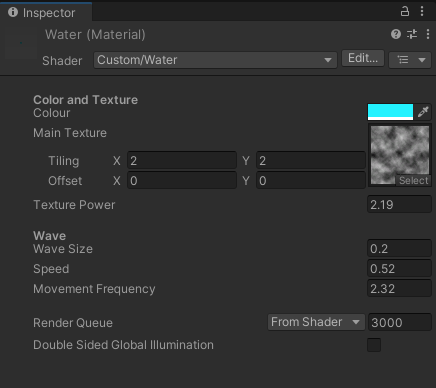 Inspector
Water (Material)
Shader Custom/Water Edit...
Color and Texture
Colour
Main Texture
Tiling X 2 Y 2
Offset X 0 Y 0
Select
Texture Power 2.19
Wave
Wave Size 0.2
Speed 0.52
Movement Frequency 2.32
Render Queue From Shader 3000
Double Sided Global Illumination